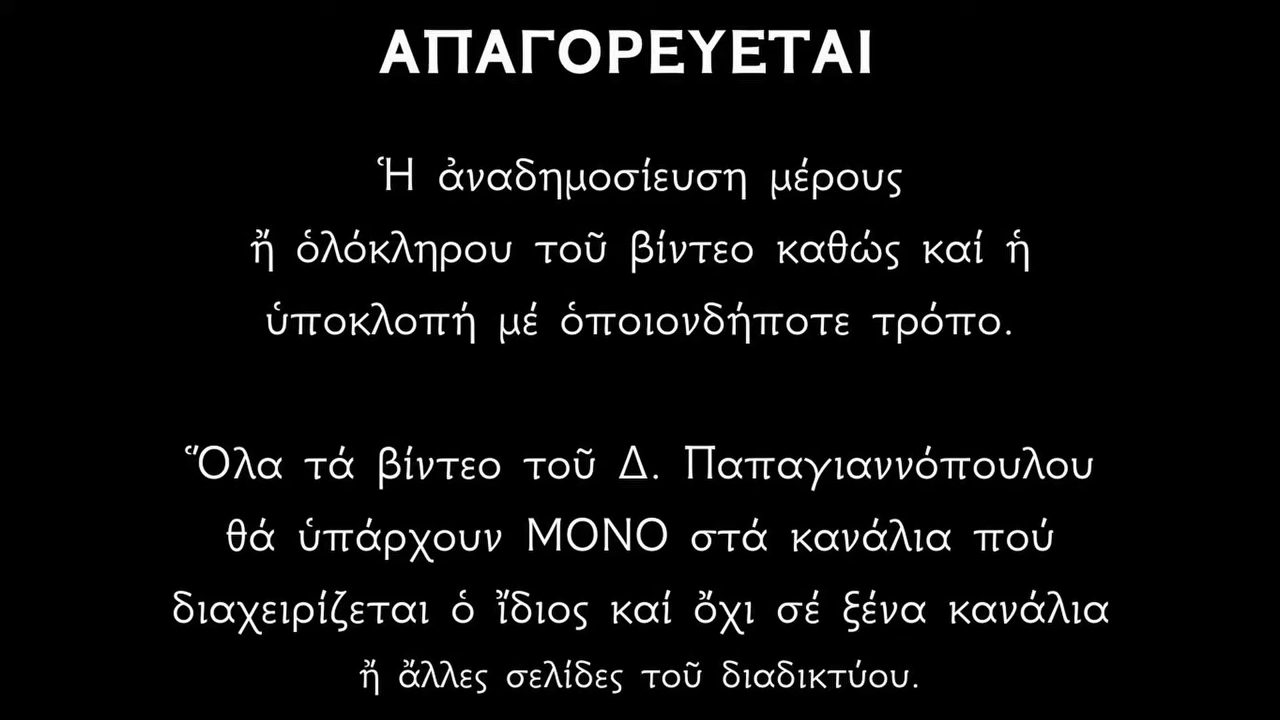 ΑΠΑΓΟΡΕΥΕΤΑΙ
Ἡ ἀναδημοσίευση μέρους
ἤ ὁλόκληρου τοῦ βίντεο καθώς καί ἡ
ὑποκλοπή μέ ὁποιονδήποτε τρόπο.
Ὅλα τά βίντεο τοῦ Δ. Παπαγιαννόπουλου
θά ὑπάρχουν ΜΟΝΟ στά κανάλια πού
διαχειρίζεται ὁ ἴδιος καί ὄχι σέ ξένα κανάλια
ἤ ἄλλες σελίδες τοῦ διαδικτύου.